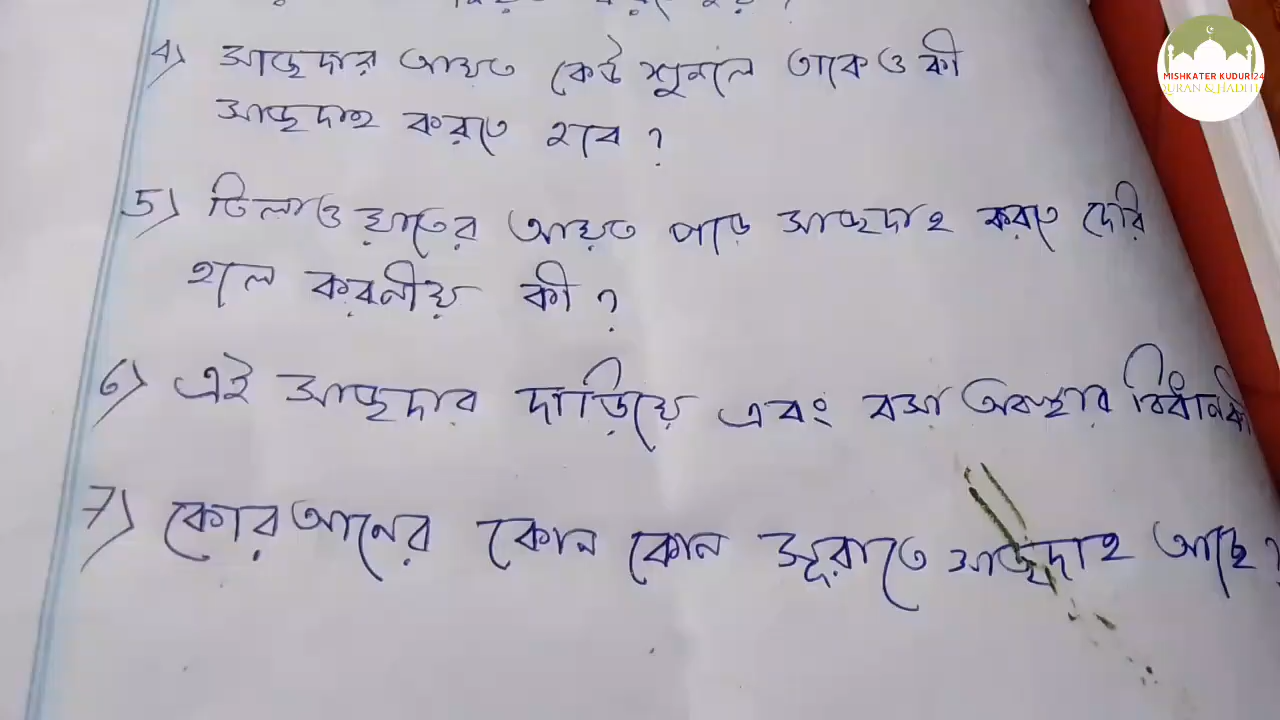 4) সাজদার আয়ত কেউ শুনলে তাকেও কী
সাজদাহ করতে হবে ?
5) তিলাওয়াতের আয়ত পড়ে সাজদাহ করতে দেরি
হলে করনীয় কী ?
6) এই সাজদার দাড়িয়ে এবং বসা অবস্থার বিধান কী
7) কোরআনের কোন কোন সূরাতে সাজদাহ আছে ?
MISHKATER KUDURI24
QURAN & HADITH